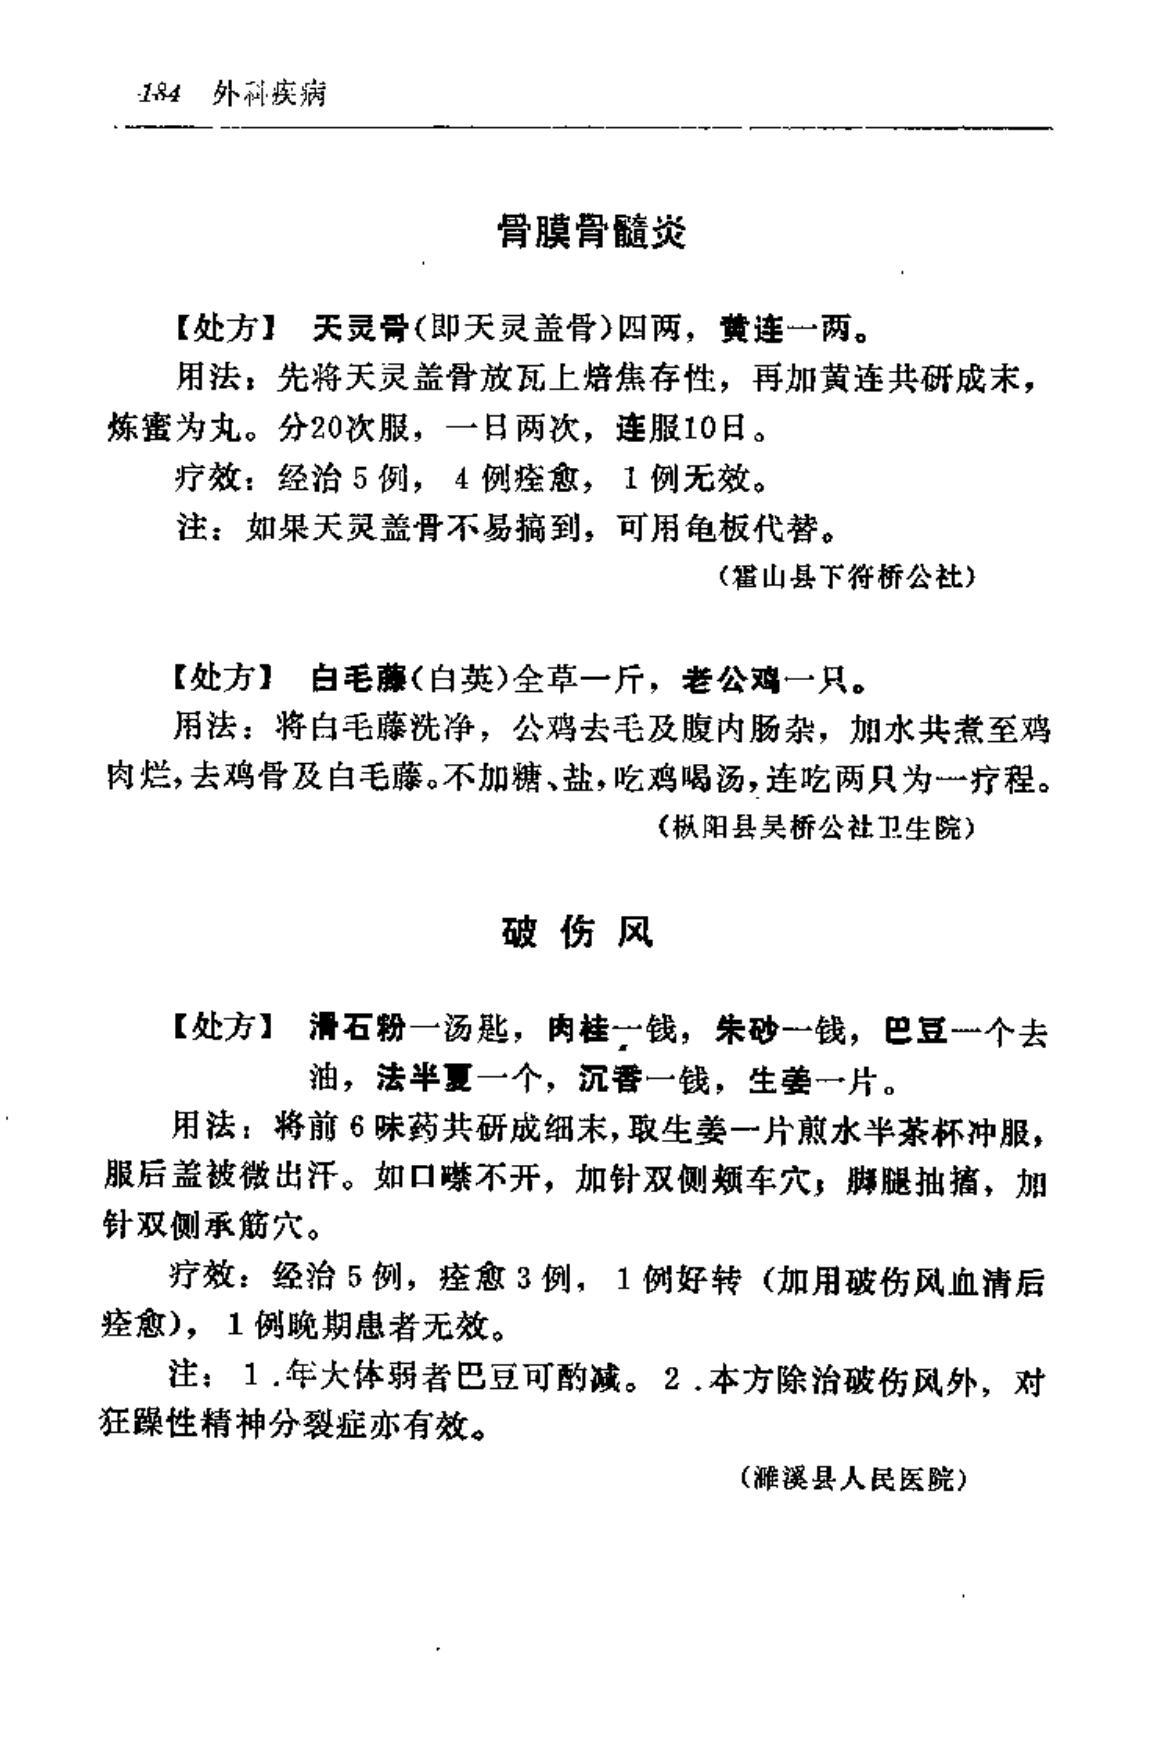 184 外科疾病
骨膜骨髓炎
【处方】 天灵骨(即天灵盖骨)四两，黄连一两。
用法：先将天灵盖骨放瓦上焙焦存性，再加黄连共研成末，
炼蜜为丸。分20次服，一日两次，连服10日。
疗效：经治5例，4例痊愈，1例无效。
注：如果天灵盖骨不易搞到，可用龟板代替。
（霍山县下符桥公社）
【处方】 白毛藤(白英)全草一斤，老公鸡一只。
用法：将白毛藤洗净，公鸡去毛及腹内肠杂，加水共煮至鸡
肉烂，去鸡骨及白毛藤。不加糖、盐，吃鸡喝汤，连吃两只为一疗程。
（枞阳县吴桥公社卫生院）
破伤风
【处方】 滑石粉一汤匙，肉桂一钱，朱砂一钱，巴豆一个去
油，法半夏一个，沉香一钱，生姜一片。
用法：将前6味药共研成细末，取生姜一片煎水半茶杯冲服，
服后盖被微出汗。如口噤不开，加针双侧颊车穴；脚腿抽搐，加
针双侧承筋穴。
疗效：经治5例，痊愈3例，1例好转（加用破伤风血清后
痊愈），1例晚期患者无效。
注：1.年大体弱者巴豆可酌减。2.本方除治破伤风外，对
狂躁性精神分裂症亦有效。
（濉溪县人民医院）